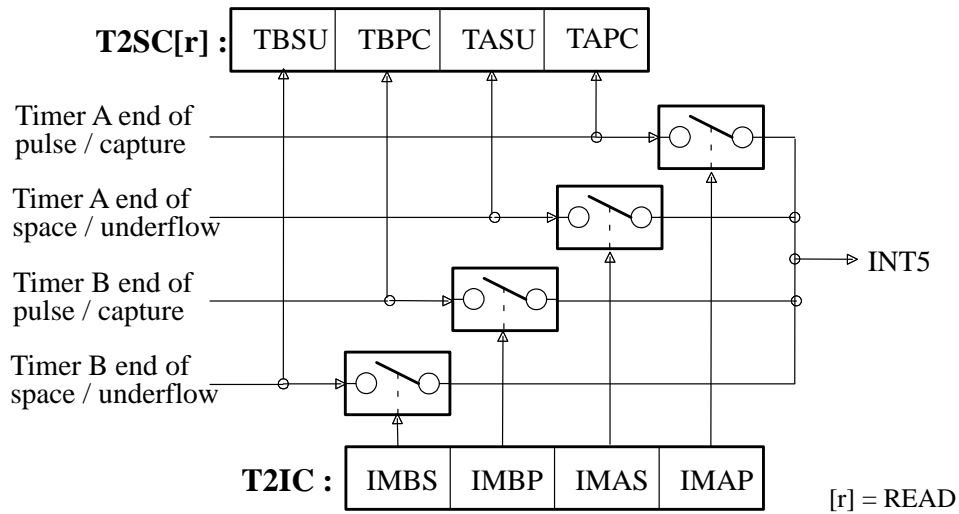 T2SC[r] : TBSU TBPC TASU TAPC
Timer A end of
pulse / capture
Timer A end of
space / underflow
INT5
Timer B end of
pulse / capture
Timer B end of
space / underflow
T2IC : IMBS IMBP IMAS IMAP
[r] = READ